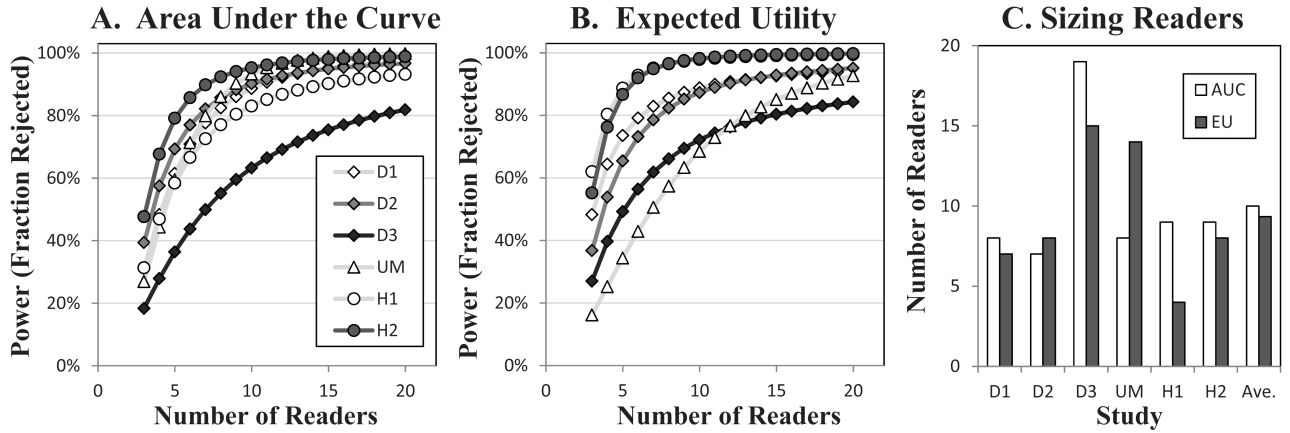 A. Area Under the Curve
Power (Fraction Rejected)
100%
80%
60%
40%
20%
0%
0
5
10
15
20
Number of Readers
D1
D2
D3
UM
H1
H2
B. Expected Utility
Power (Fraction Rejected)
100%
80%
60%
40%
20%
0%
0
5
10
15
20
Number of Readers
C. Sizing Readers
Number of Readers
20
15
10
5
0
AUC
EU
D1 D2 D3 UM H1 H2 Ave.
Study